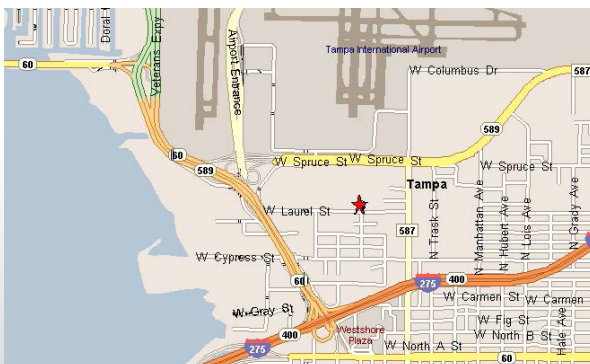 Doral
Veterans Expy
Airport Entrance
Tampa International Airport
W Columbus Dr
60
587
589
W Spruce St
W Spruce St
W Spruce St
60
589
Tampa
W Laurel St
587
N Trask St
N Manhattan Ave
N Hubert Ave
N Lois Ave
N Grady Ave
W Cypress St
60
275
400
W Carmen St
W Carmen
W Gray St
400
Westshore
Plaza
W Fig St
W North B St
Hale Ave
275
W North A St
60